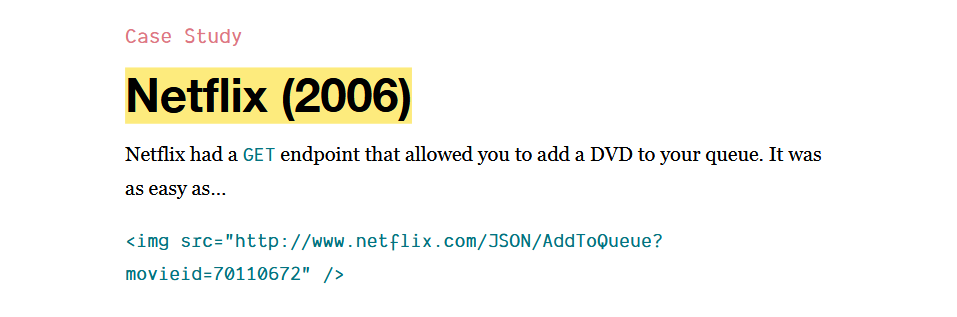 Case Study
Netflix (2006)
Netflix had a GET endpoint that allowed you to add a DVD to your queue. It was
as easy as…
<img src="http://www.netflix.com/JSON/AddToQueue?
movieid=70110672" />